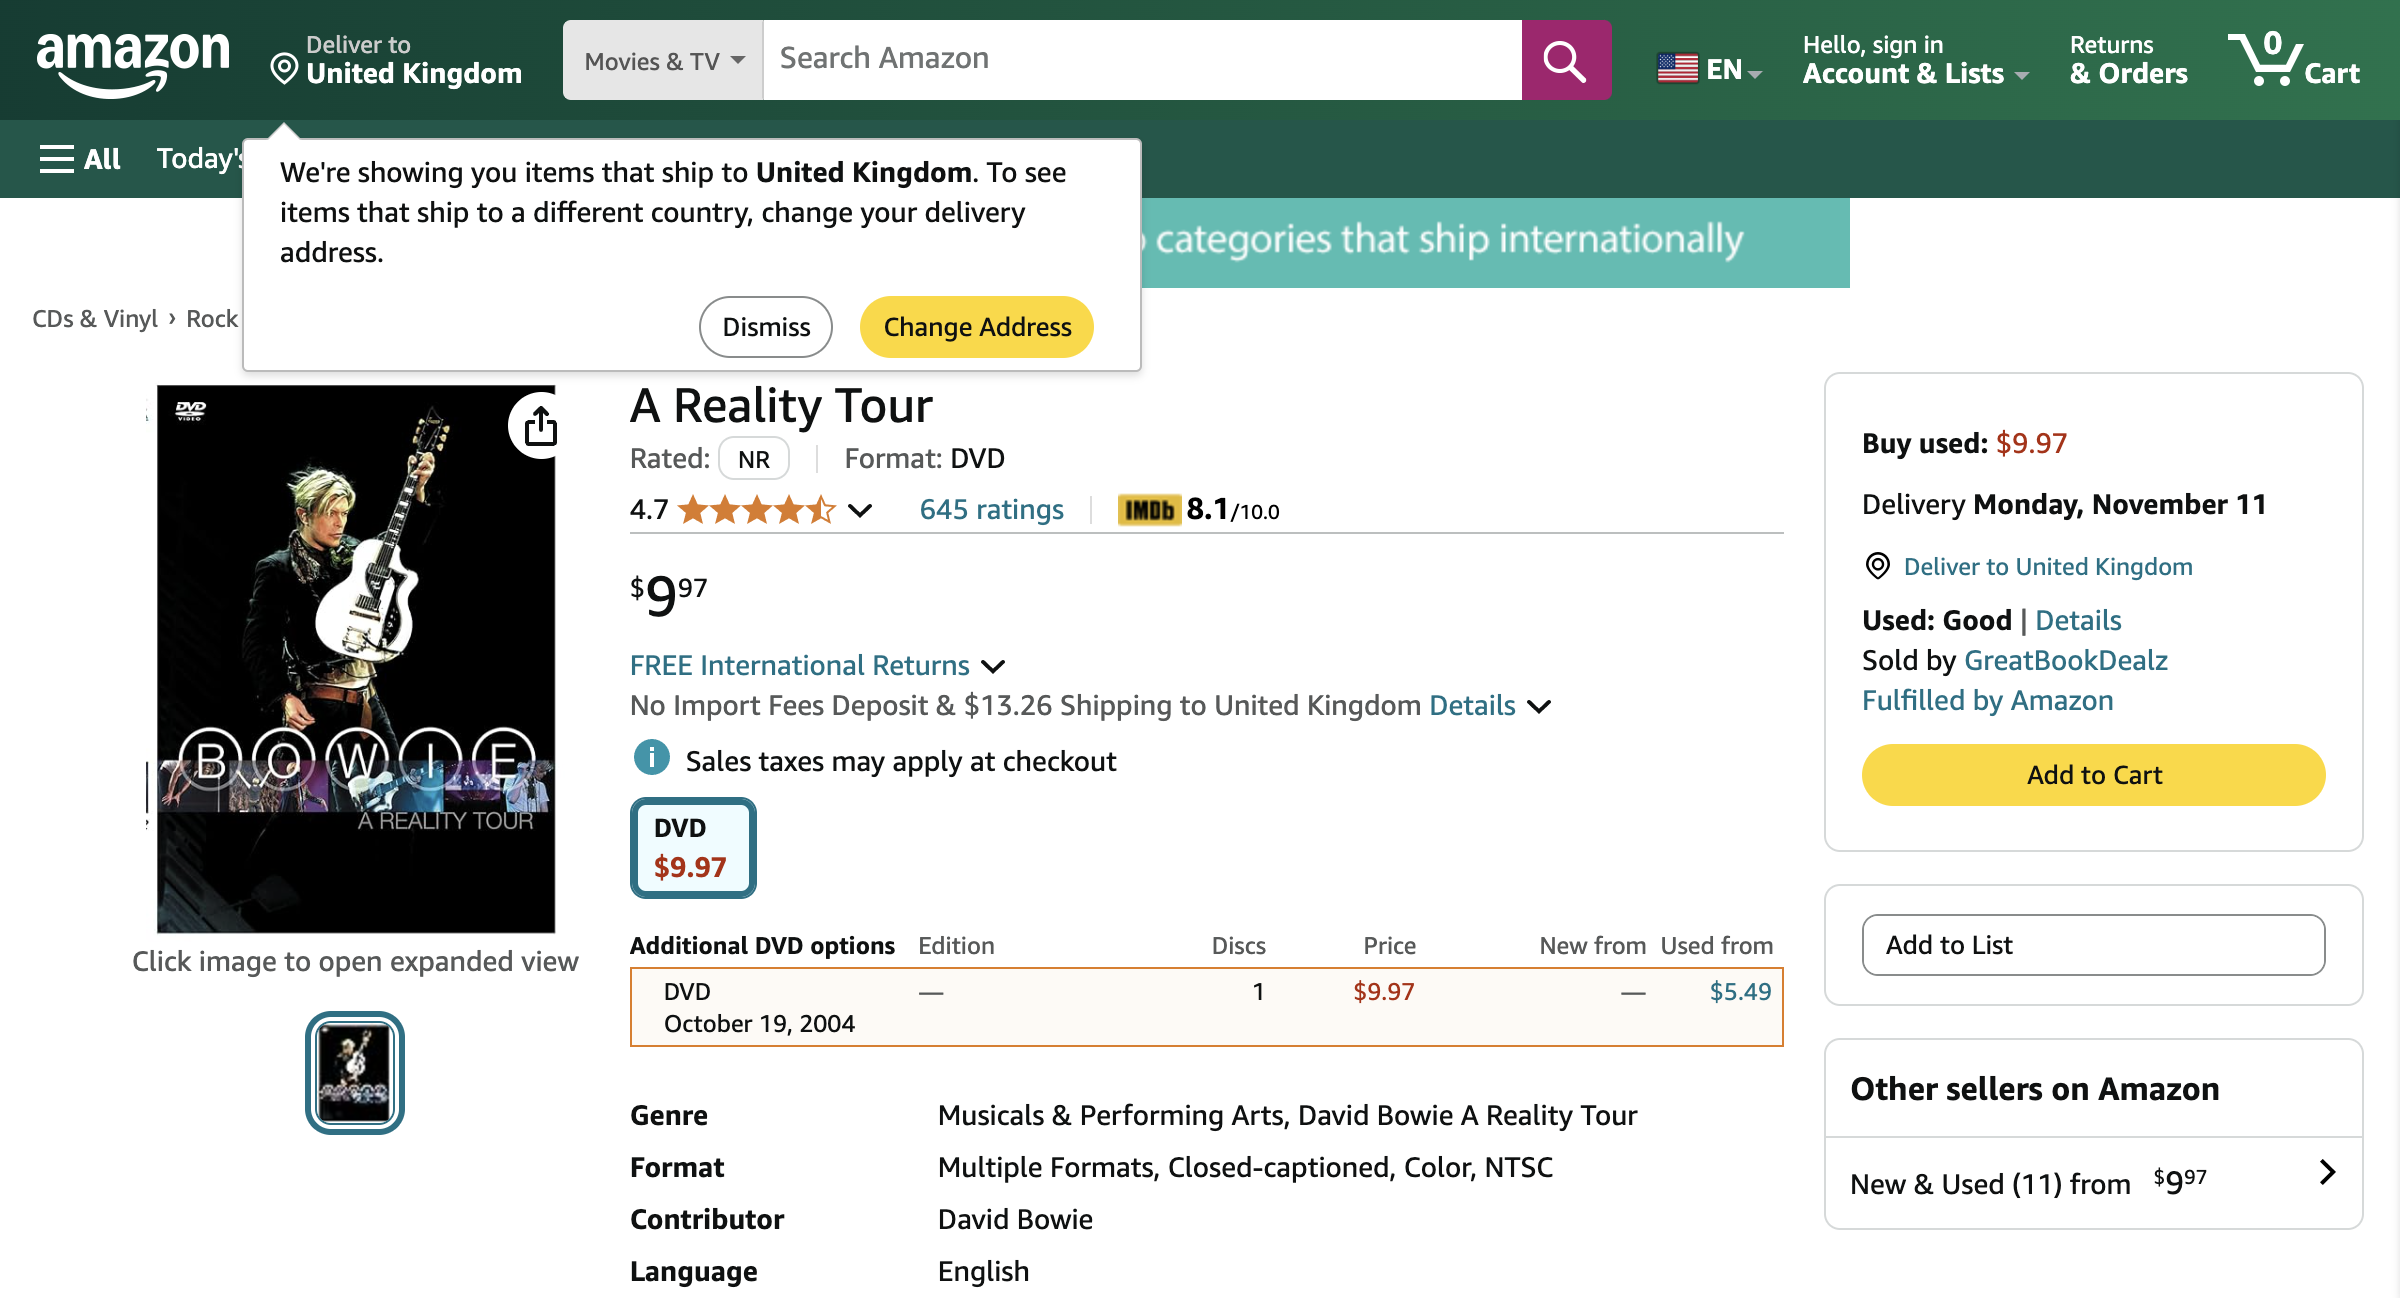 amazon
Deliver to
United Kingdom
Movies & TV
Search Amazon
EN
Hello, sign in
Account & Lists
Returns
& Orders
0
Cart
All
Today's
We're showing you items that ship to United Kingdom. To see
items that ship to a different country, change your delivery
address.
Dismiss
Change Address
categories that ship internationally
CDs & Vinyl › Rock
DVD
VIDEO
BOWIE
A REALITY TOUR
Click image to open expanded view
A Reality Tour
Rated: NR
Format: DVD
4.7
645 ratings
IMDb 8.1/10.0
$9.97
FREE International Returns
No Import Fees Deposit & $13.26 Shipping to United Kingdom Details
i Sales taxes may apply at checkout
DVD
$9.97
Additional DVD options Edition Discs Price New from Used from
DVD — 1 $9.97 — $5.49
October 19, 2004
Genre Musicals & Performing Arts, David Bowie A Reality Tour
Format Multiple Formats, Closed-captioned, Color, NTSC
Contributor David Bowie
Language English
Buy used: $9.97
Delivery Monday, November 11
Deliver to United Kingdom
Used: Good | Details
Sold by GreatBookDealz
Fulfilled by Amazon
Add to Cart
Add to List
Other sellers on Amazon
New & Used (11) from $9.97